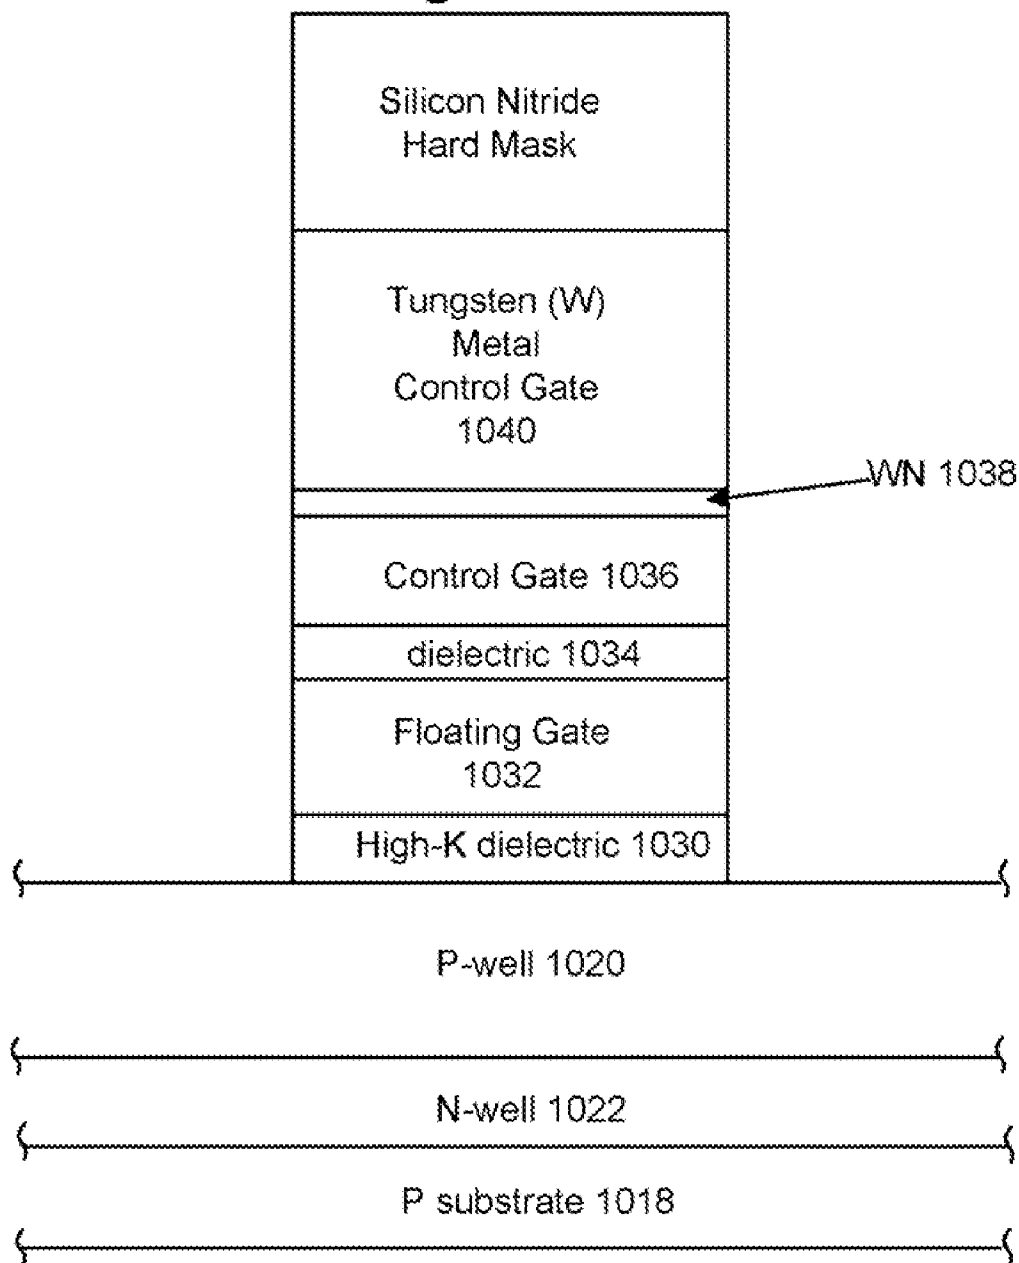 Silicon Nitride
Hard Mask
Tungsten (W)
Metal
Control Gate
1040
WN 1038
Control Gate 1036
dielectric 1034
Floating Gate
1032
High-K dielectric 1030
P-well 1020
N-well 1022
P substrate 1018